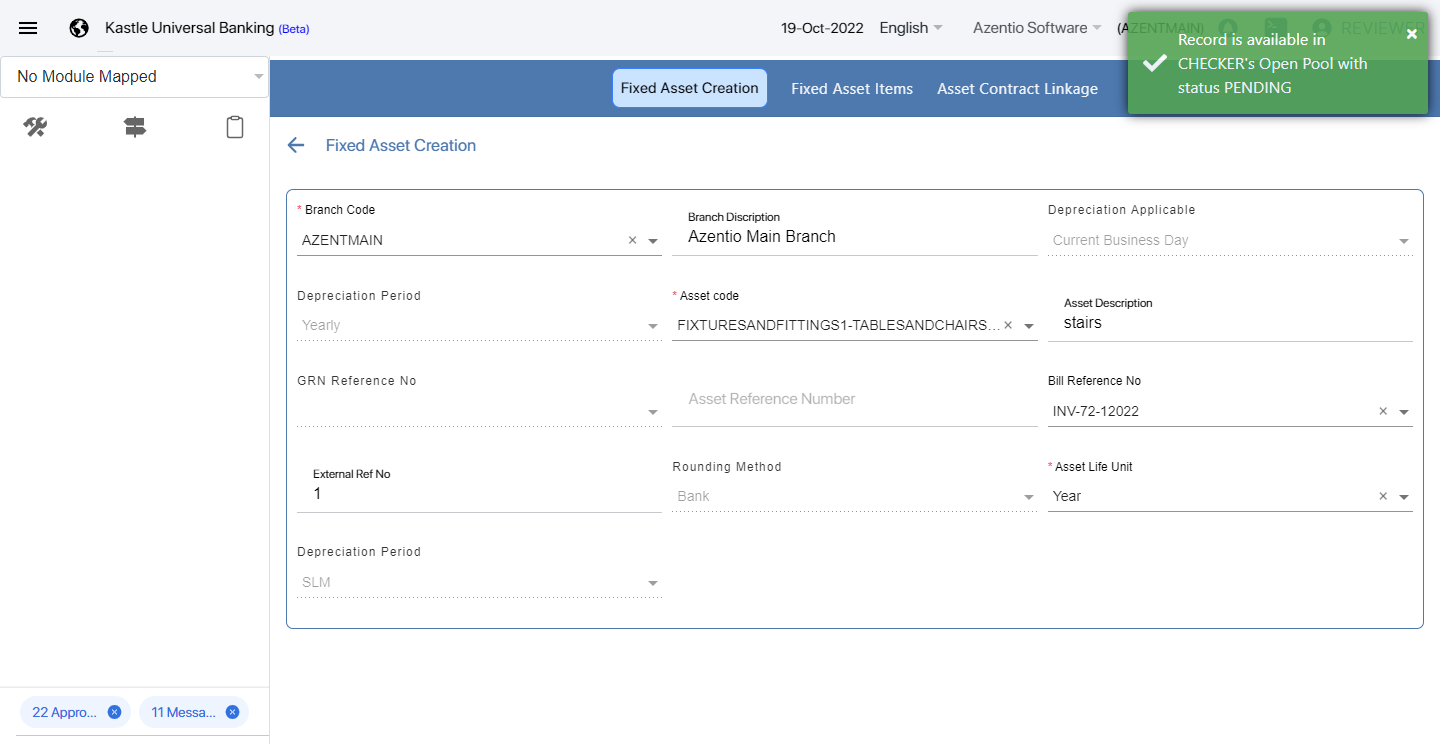 Kastle Universal Banking (Beta)
19-Oct-2022
English
Azentio Software
(AZENTMAIN)
REVIEWER
Record is available in
CHECKER's Open Pool with
status PENDING
No Module Mapped
Fixed Asset Creation
Fixed Asset Items
Asset Contract Linkage
Fixed Asset Creation
* Branch Code
AZENTMAIN
Branch Discription
Azentio Main Branch
Depreciation Applicable
Current Business Day
Depreciation Period
Yearly
* Asset code
FIXTURESANDFITTINGS1-TABLESANDCHAIRS...
Asset Description
stairs
GRN Reference No
Asset Reference Number
Bill Reference No
INV-72-12022
External Ref No
1
Rounding Method
Bank
* Asset Life Unit
Year
Depreciation Period
SLM
22 Appro...
11 Messa...